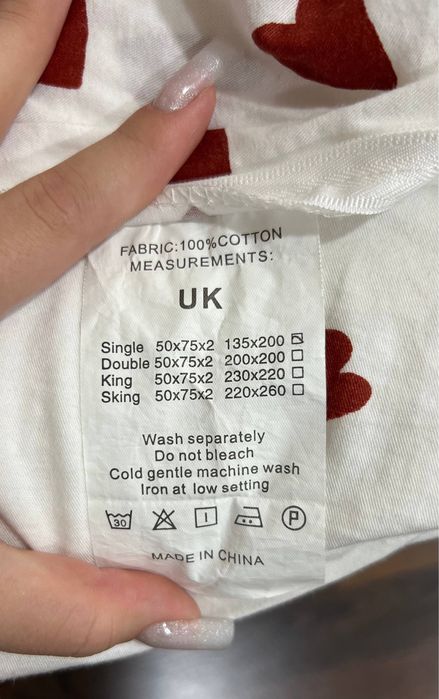 FABRIC:100%COTTON
MEASUREMENTS:
UK
Single 50x75x2 135x200
Double 50x75x2 200x200
King 50x75x2 230x220
Sking 50x75x2 220x260
Wash separately
Do not bleach
Cold gentle machine wash
Iron at low setting
30 P
MADE IN CHINA